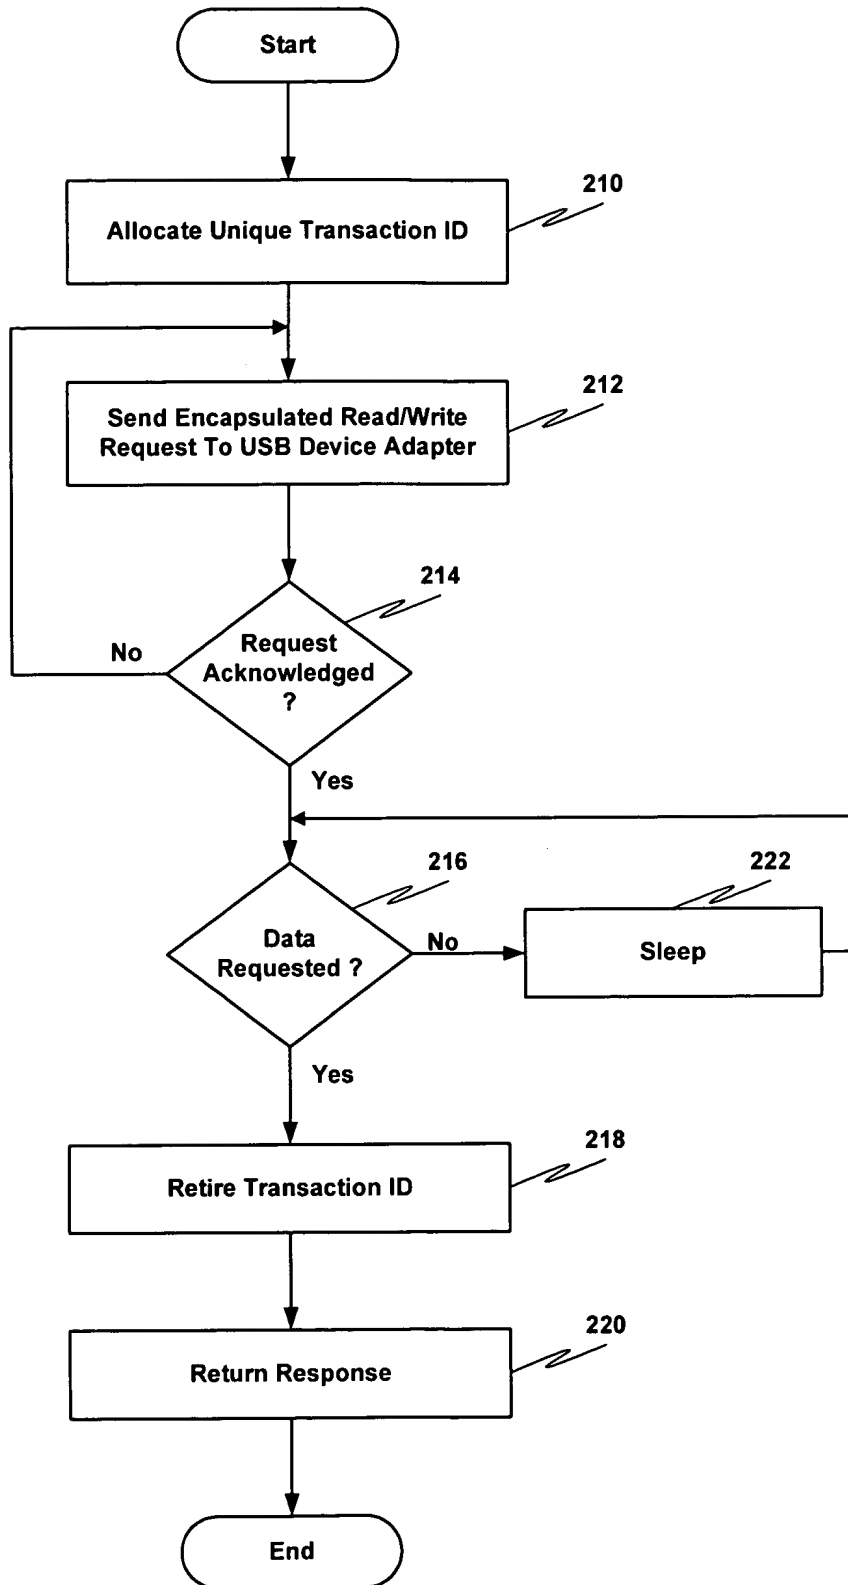 Start
210
Allocate Unique Transaction ID
212
Send Encapsulated Read/Write
Request To USB Device Adapter
214
Request
Acknowledged
?
No
Yes
216
222
Data
Requested ?
No
Sleep
Yes
218
Retire Transaction ID
220
Return Response
End